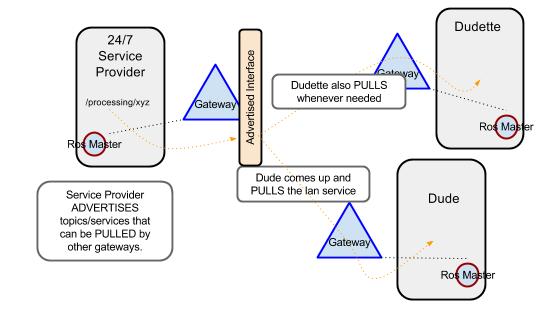 24/7
Service
Provider
/processing/xyz
Ros Master
Gateway
Advertised Interface
Service Provider
ADVERTISES
topics/services that
can be PULLED by
other gateways.
Gateway
Dudette also PULLS
whenever needed
Dudette
Ros Master
Dude comes up and
PULLS the lan service
Gateway
Dude
Ros Master